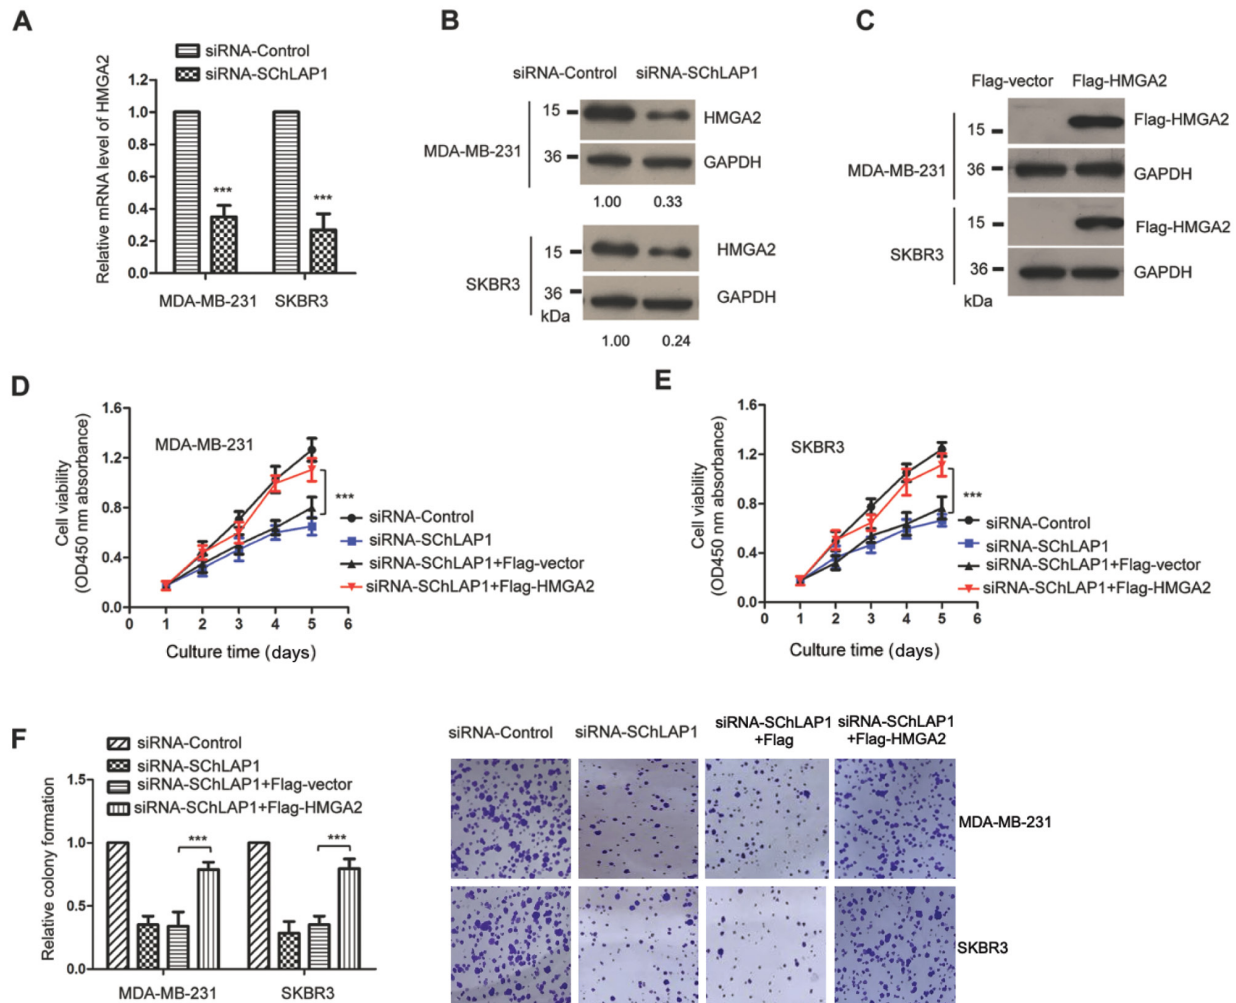 A
siRNA-Control
siRNA-SChLAP1
Relative mRNA level of HMGA2
1.2
1.0
0.8
0.6
0.4
0.2
0.0
***
***
MDA-MB-231 SKBR3
B
siRNA-Control siRNA-SChLAP1
MDA-MB-231
15
HMGA2
36
GAPDH
1.00 0.33
SKBR3
15
HMGA2
36
GAPDH
kDa
1.00 0.24
C
Flag-vector Flag-HMGA2
MDA-MB-231
15
Flag-HMGA2
36
GAPDH
SKBR3
15
Flag-HMGA2
36
GAPDH
kDa
D
Cell viability
(OD450 nm absorbance)
1.6
1.2
0.8
0.4
0.0
MDA-MB-231
***
siRNA-Control
siRNA-SChLAP1
siRNA-SChLAP1+Flag-vector
siRNA-SChLAP1+Flag-HMGA2
0 1 2 3 4 5 6
Culture time (days)
E
Cell viability
(OD450 nm absorbance)
1.6
1.2
0.8
0.4
0.0
SKBR3
***
siRNA-Control
siRNA-SChLAP1
siRNA-SChLAP1+Flag-vector
siRNA-SChLAP1+Flag-HMGA2
0 1 2 3 4 5 6
Culture time (days)
F
siRNA-Control
siRNA-SChLAP1
siRNA-SChLAP1+Flag-vector
siRNA-SChLAP1+Flag-HMGA2
Relative colony formation
1.5
1.0
0.5
0.0
***
***
MDA-MB-231 SKBR3
siRNA-Control siRNA-SChLAP1 siRNA-SChLAP1 siRNA-SChLAP1
+Flag +Flag-HMGA2
MDA-MB-231
SKBR3